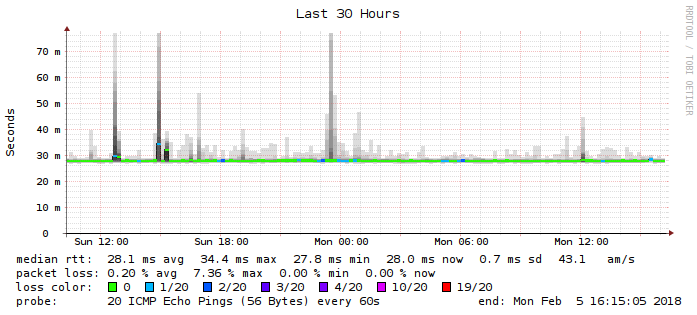 Last 30 Hours
RRDTOOL / TOBI OETIKER
Seconds
70 m
60 m
50 m
40 m
30 m
20 m
10 m
0
Sun 12:00 Sun 18:00 Mon 00:00 Mon 06:00 Mon 12:00
median rtt: 28.1 ms avg 34.4 ms max 27.8 ms min 28.0 ms now 0.7 ms sd 43.1 am/s
packet loss: 0.20 % avg 7.36 % max 0.00 % min 0.00 % now
loss color: 0 1/20 2/20 3/20 4/20 10/20 19/20
probe: 20 ICMP Echo Pings (56 Bytes) every 60s end: Mon Feb 5 16:15:05 2018